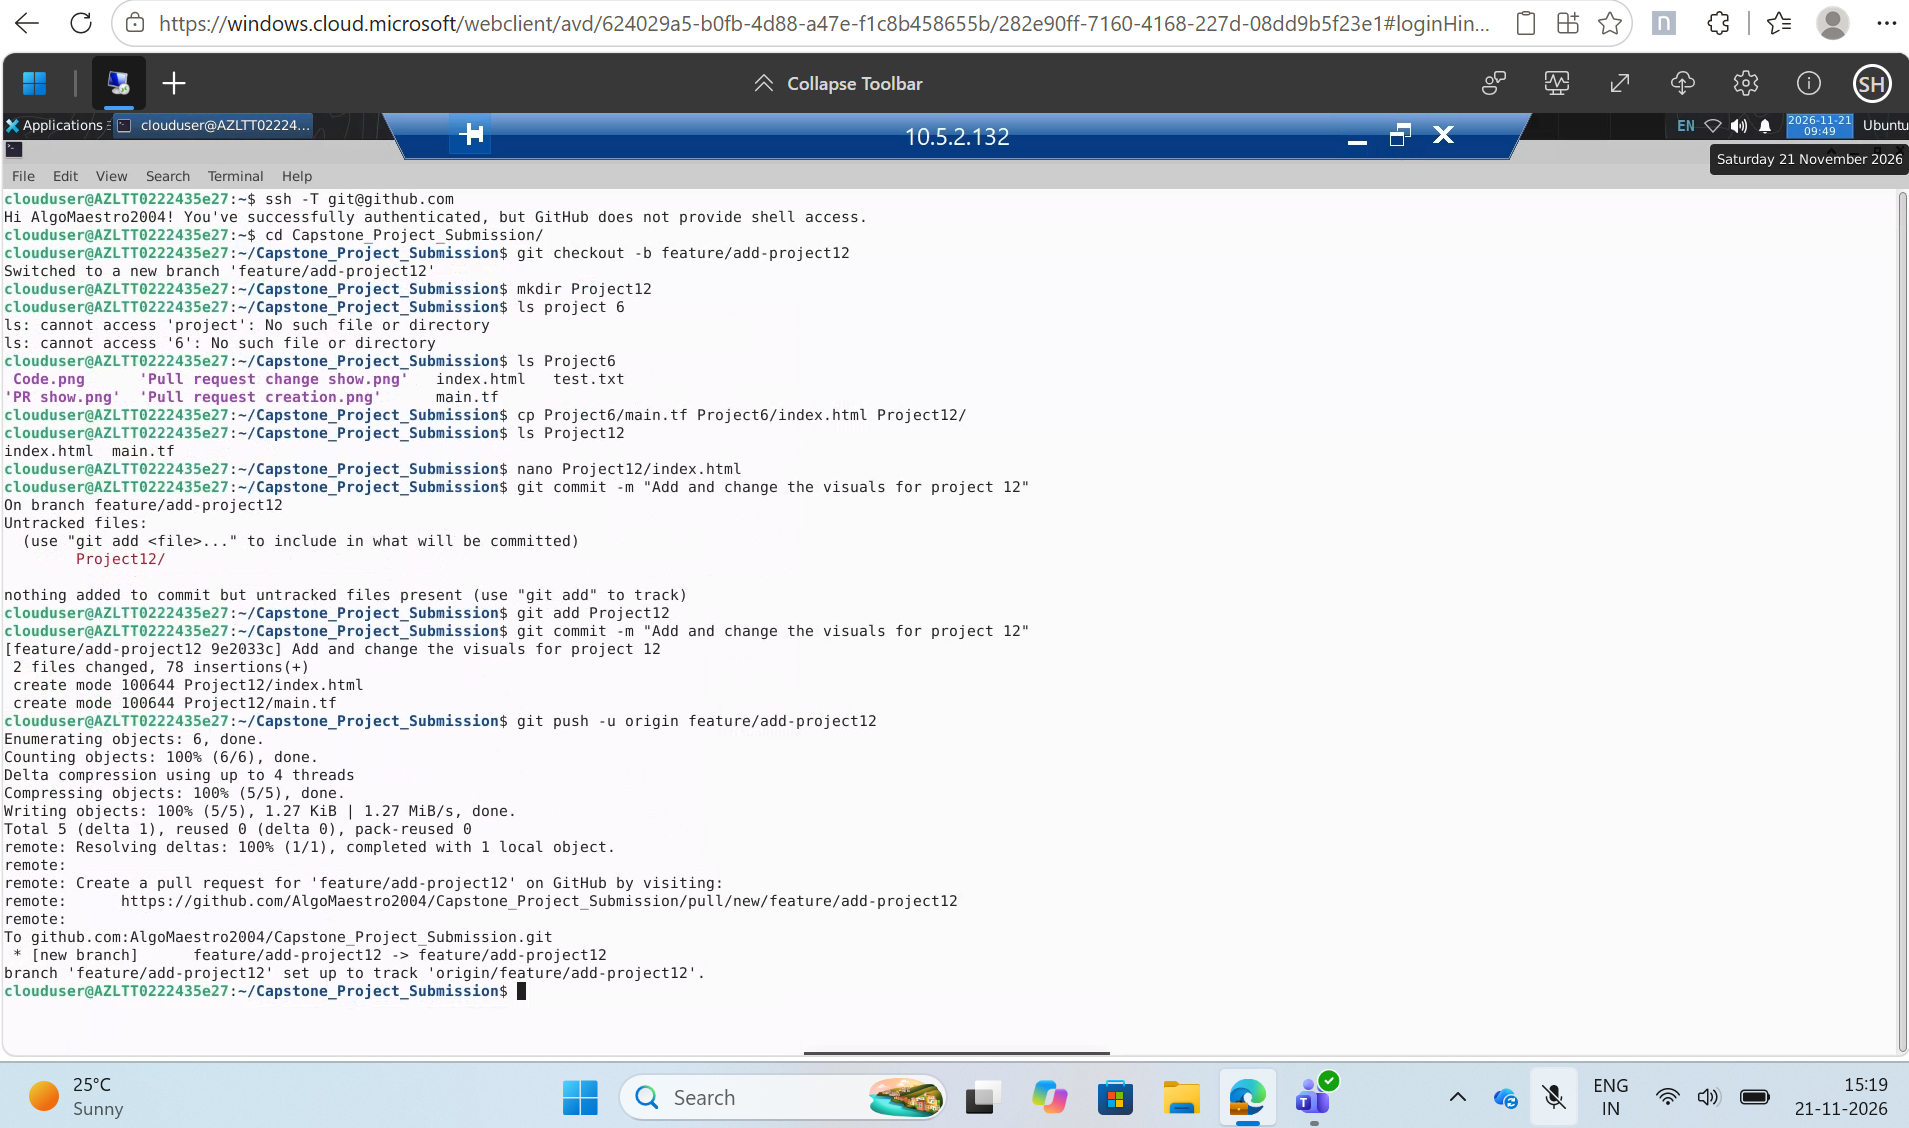 https://windows.cloud.microsoft/webclient/avd/624029a5-b0fb-4d88-a47e-f1c8b458655b/282e90ff-7160-4168-227d-08dd9b5f23e1#loginHin...
Collapse Toolbar
SH
Applications
clouduser@AZLTT02224...
10.5.2.132
EN
2026-11-21
09:49
Ubuntu
Saturday 21 November 2026
File Edit View Search Terminal Help
clouduser@AZLTT0222435e27:~$ ssh -T git@github.com
Hi AlgoMaestro2004! You've successfully authenticated, but GitHub does not provide shell access.
clouduser@AZLTT0222435e27:~$ cd Capstone_Project_Submission/
clouduser@AZLTT0222435e27:~/Capstone_Project_Submission$ git checkout -b feature/add-project12
Switched to a new branch 'feature/add-project12'
clouduser@AZLTT0222435e27:~/Capstone_Project_Submission$ mkdir Project12
clouduser@AZLTT0222435e27:~/Capstone_Project_Submission$ ls project 6
ls: cannot access 'project': No such file or directory
ls: cannot access '6': No such file or directory
clouduser@AZLTT0222435e27:~/Capstone_Project_Submission$ ls Project6
Code.png 'Pull request change show.png' index.html test.txt
'PR show.png' 'Pull request creation.png' main.tf
clouduser@AZLTT0222435e27:~/Capstone_Project_Submission$ cp Project6/main.tf Project6/index.html Project12/
clouduser@AZLTT0222435e27:~/Capstone_Project_Submission$ ls Project12
index.html main.tf
clouduser@AZLTT0222435e27:~/Capstone_Project_Submission$ nano Project12/index.html
clouduser@AZLTT0222435e27:~/Capstone_Project_Submission$ git commit -m "Add and change the visuals for project 12"
On branch feature/add-project12
Untracked files:
(use "git add <file>..." to include in what will be committed)
Project12/
nothing added to commit but untracked files present (use "git add" to track)
clouduser@AZLTT0222435e27:~/Capstone_Project_Submission$ git add Project12
clouduser@AZLTT0222435e27:~/Capstone_Project_Submission$ git commit -m "Add and change the visuals for project 12"
[feature/add-project12 9e2033c] Add and change the visuals for project 12
2 files changed, 78 insertions(+)
create mode 100644 Project12/index.html
create mode 100644 Project12/main.tf
clouduser@AZLTT0222435e27:~/Capstone_Project_Submission$ git push -u origin feature/add-project12
Enumerating objects: 6, done.
Counting objects: 100% (6/6), done.
Delta compression using up to 4 threads
Compressing objects: 100% (5/5), done.
Writing objects: 100% (5/5), 1.27 KiB | 1.27 MiB/s, done.
Total 5 (delta 1), reused 0 (delta 0), pack-reused 0
remote: Resolving deltas: 100% (1/1), completed with 1 local object.
remote:
remote: Create a pull request for 'feature/add-project12' on GitHub by visiting:
remote: https://github.com/AlgoMaestro2004/Capstone_Project_Submission/pull/new/feature/add-project12
remote:
To github.com:AlgoMaestro2004/Capstone_Project_Submission.git
* [new branch] feature/add-project12 -> feature/add-project12
branch 'feature/add-project12' set up to track 'origin/feature/add-project12'.
clouduser@AZLTT0222435e27:~/Capstone_Project_Submission$
25°C
Sunny
Search
ENG
IN
15:19
21-11-2026